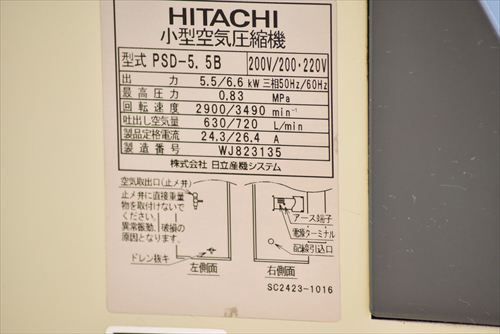 HITACHI
小型空気圧縮機
型式 PSD-5.5B 200V/200・220V
出力 5.5/6.6 kW 三相50Hz/60Hz
最高圧力 0.83 MPa
回転速度 2900/3490 min⁻¹
吐出し空気量 630/720 L/min
製品定格電流 24.3/26.4 A
製造番号 WJ823135
株式会社 日立産機システム
空気取出口(止メ弁)
止メ弁に直接重量
物を取付けないで
ください。
異常振動、破損の
原因となります。
ドレン抜キ
左側面
アース端子
電源ターミナル
配線引込口
右側面
SC2423-1016